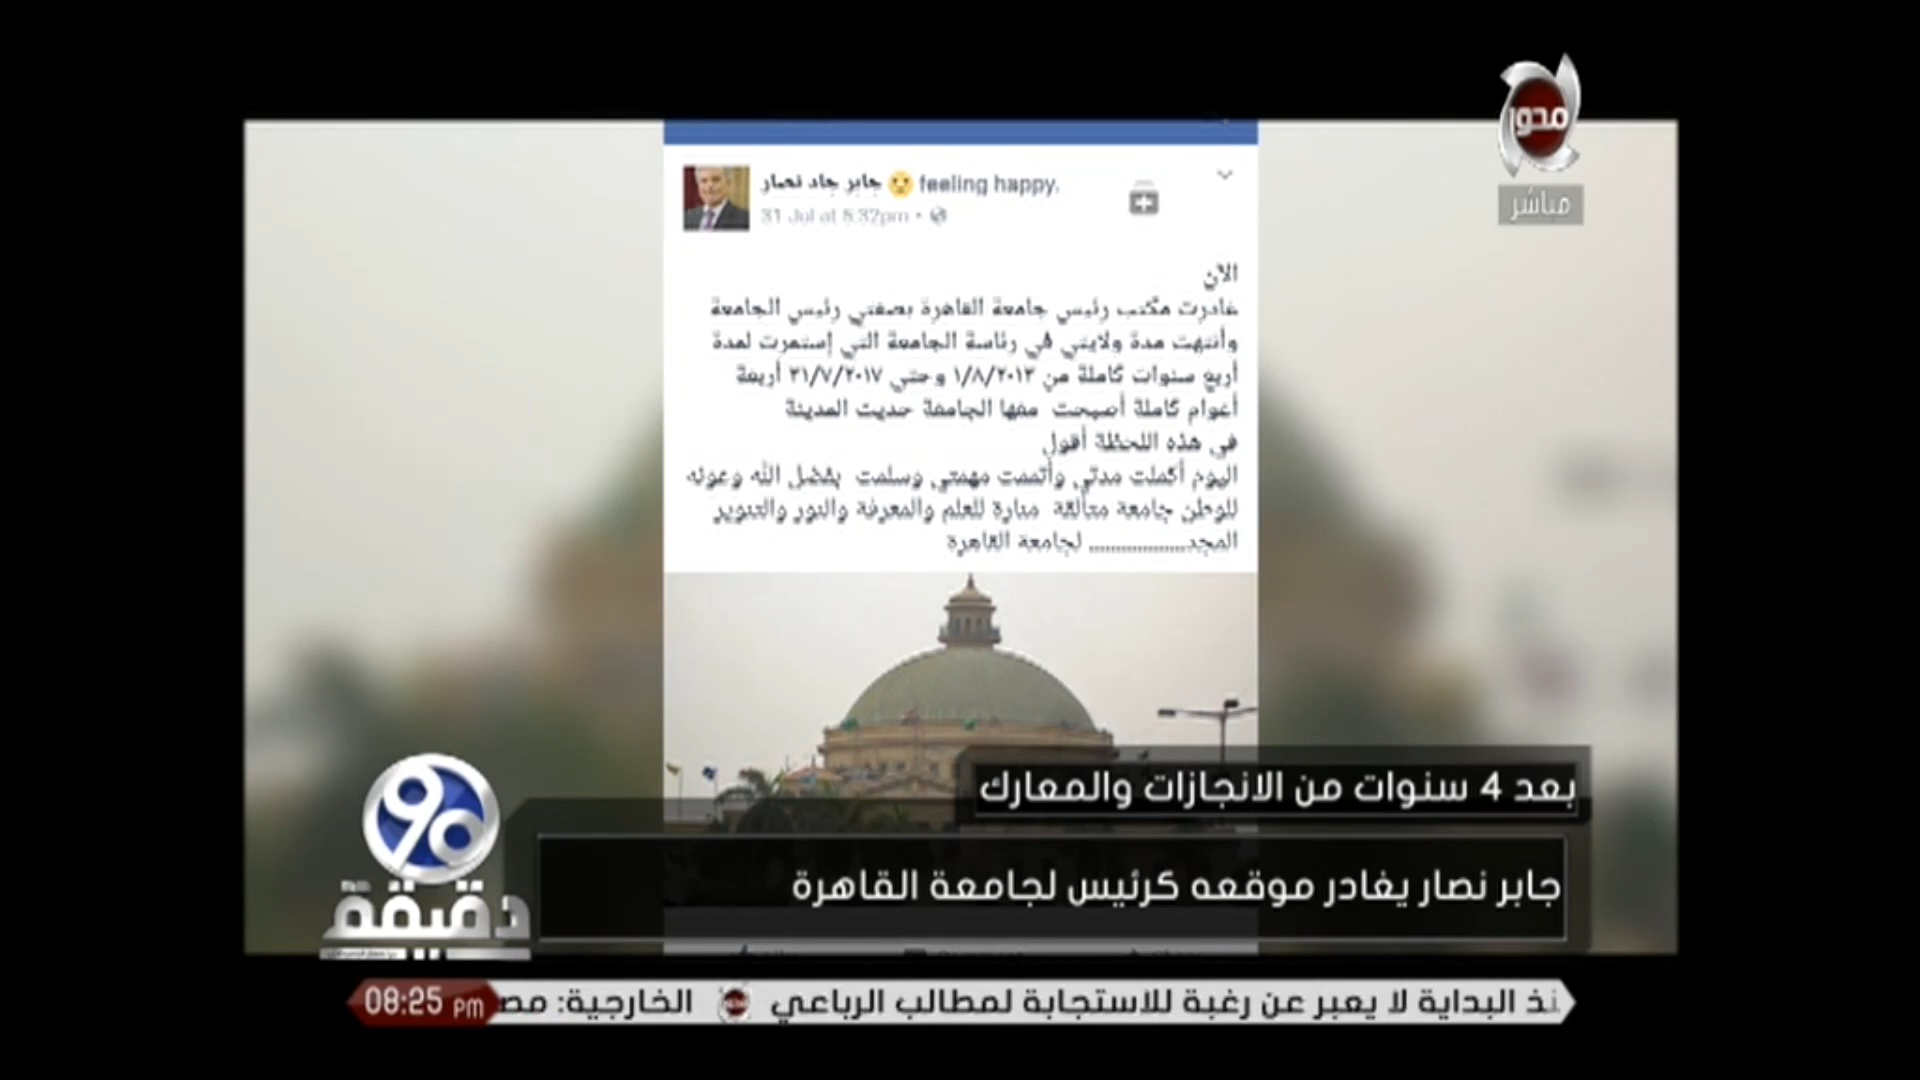 محور
مباشر
جابر جاد نصار feeling happy.
31 Jul at 8:32pm
الآن
غادرت مكتب رئيس جامعة القاهرة بصفتي رئيس الجامعة
وأنتهت مدة ولايتي في رئاسة الجامعة التي إستمرت لمدة
أربع سنوات كاملة من ١/٨/٢٠١٣ وحتي ٣١/٧/٢٠١٧ أربعة
أعوام كاملة أصبحت معها الجامعة حديث المدينة
في هذه اللحظة أقول
اليوم أكملت مدتي وأتممت مهمتي وسلمت بفضل الله وعونه
للوطن جامعة متألقة منارة للعلم والمعرفة والنور والتنوير
المجد.................... لجامعة القاهرة
بعد 4 سنوات من الانجازات والمعارك
جابر نصار يغادر موقعه كرئيس لجامعة القاهرة
90
دقيقة
نذ البداية لا يعبر عن رغبة للاستجابة لمطالب الرباعي محور الخارجية: مص
08:25 PM